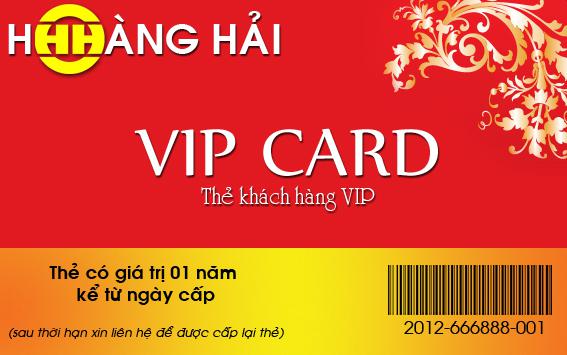 HHHÀNG HẢI
VIP CARD
Thẻ khách hàng VIP
Thẻ có giá trị 01 năm
kể từ ngày cấp
(sau thời hạn xin liên hệ để được cấp lại thẻ)
2012-666888-001